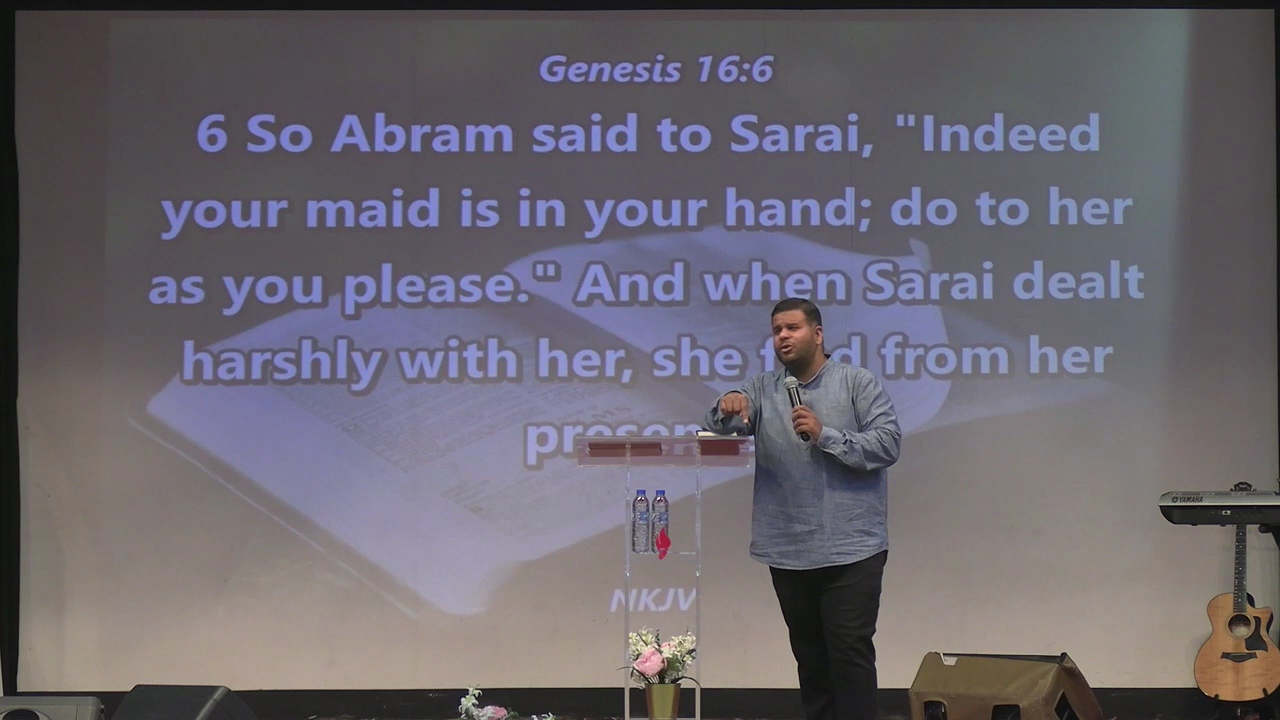 Genesis 16:6
6 So Abram said to Sarai, "Indeed
your maid is in your hand; do to her
as you please." And when Sarai dealt
harshly with her, she from her
NKJV
YAMAHA